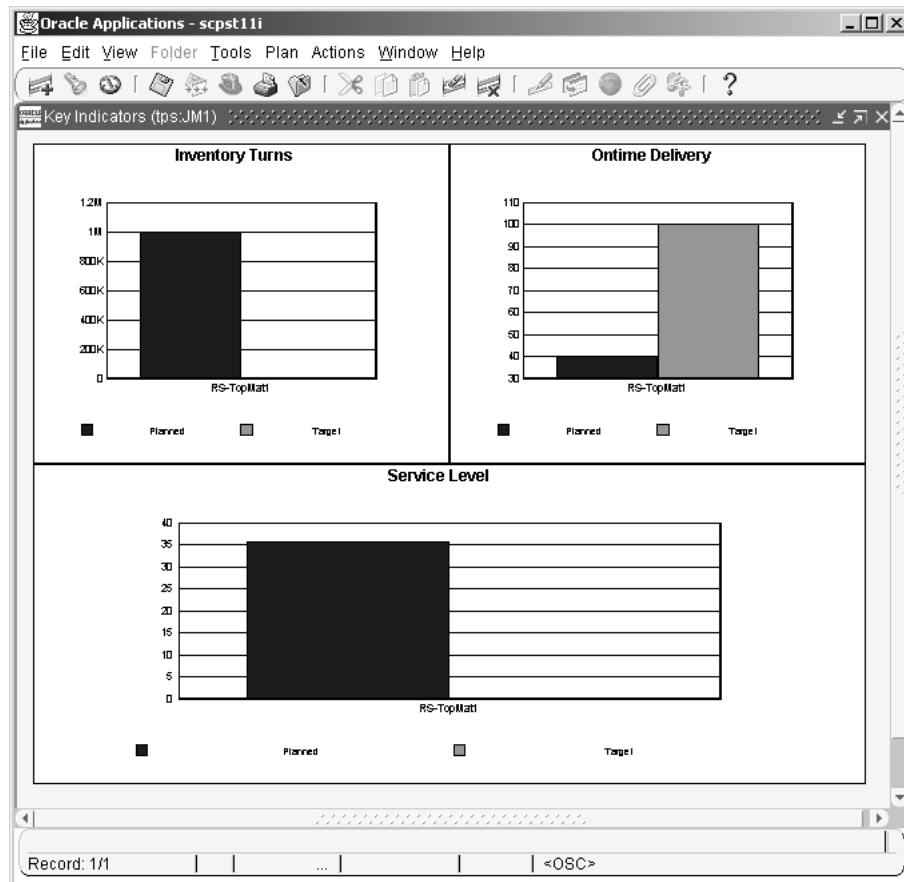 Oracle Applications - scpst11i
File Edit View Folder Tools Plan Actions Window Help
?
Key Indicators (tps:JM1)
Inventory Turns
1.2M
1M
800K
600K
400K
200K
0
RS-TopMatl
Planned Target
Ontime Delivery
110
100
90
80
70
60
50
40
30
RS-TopMatl
Planned Target
Service Level
40
35
30
25
20
15
10
5
0
RS-TopMatl
Planned Target
Record: 1/1 ... <OSC>